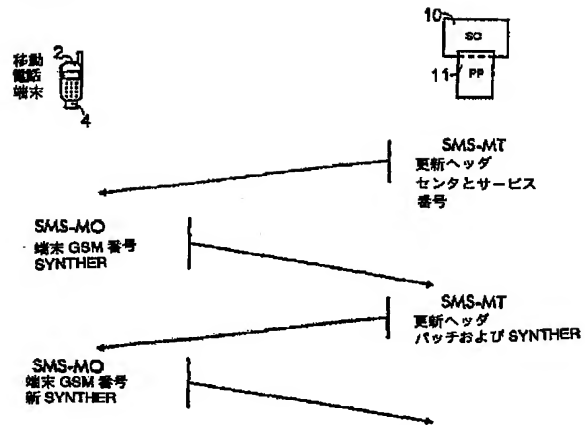 移動
電話
端末
2
4
10
SC
11
PP
SMS-MT
更新ヘッダ
センタとサービス
番号
SMS-MO
端末 GSM 番号
SYNTHER
SMS-MT
更新ヘッダ
パッチおよび SYNTHER
SMS-MO
端末 GSM 番号
新 SYNTHER